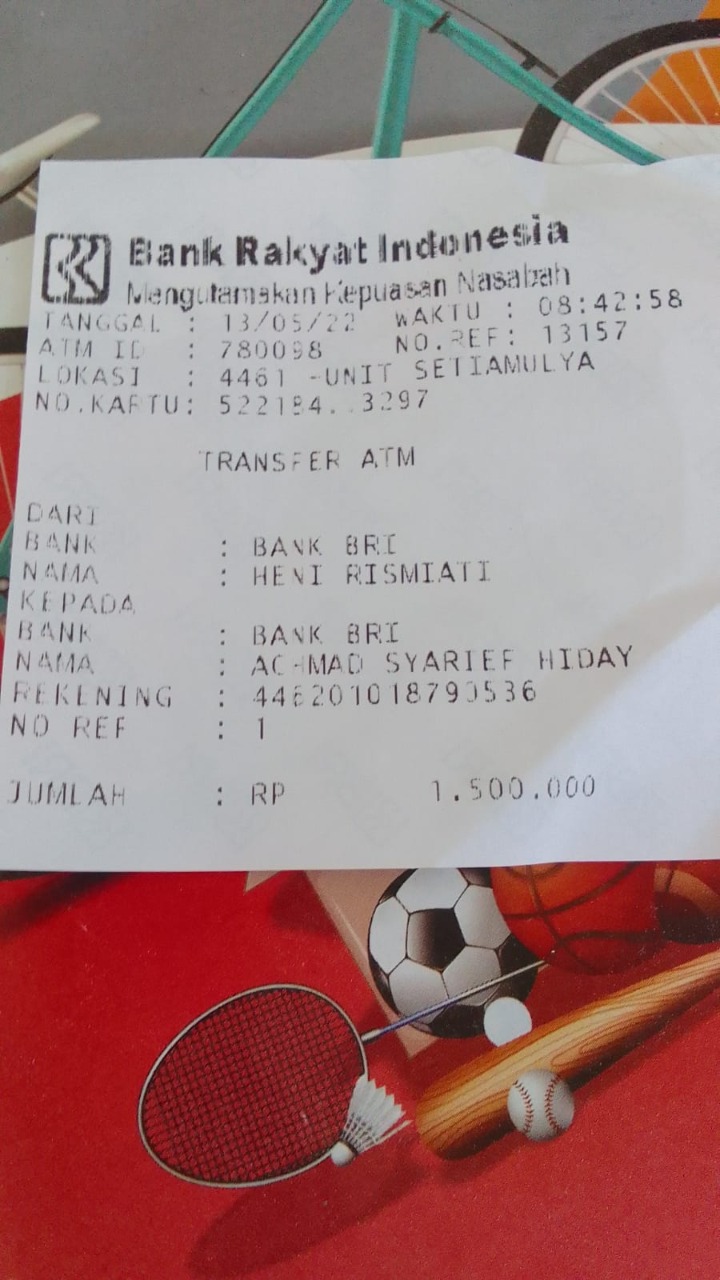 Bank Rakyat Indonesia
Mengutamakan Kepuasan Nasabah
TANGGAL : 13/05/22 WAKTU : 08:42:58
ATM ID : 780098 NO.REF: 13157
LOKASI : 4461 -UNIT SETIAMULYA
NO.KARTU: 522184..3297
TRANSFER ATM
DARI
BANK : BANK BRI
NAMA : HENI RISMIATI
KEPADA
BANK : BANK BRI
NAMA : ACHMAD SYARIEF HIDAY
REKENING :
NO REF : 1
JUMLAH : RP 1.500.000